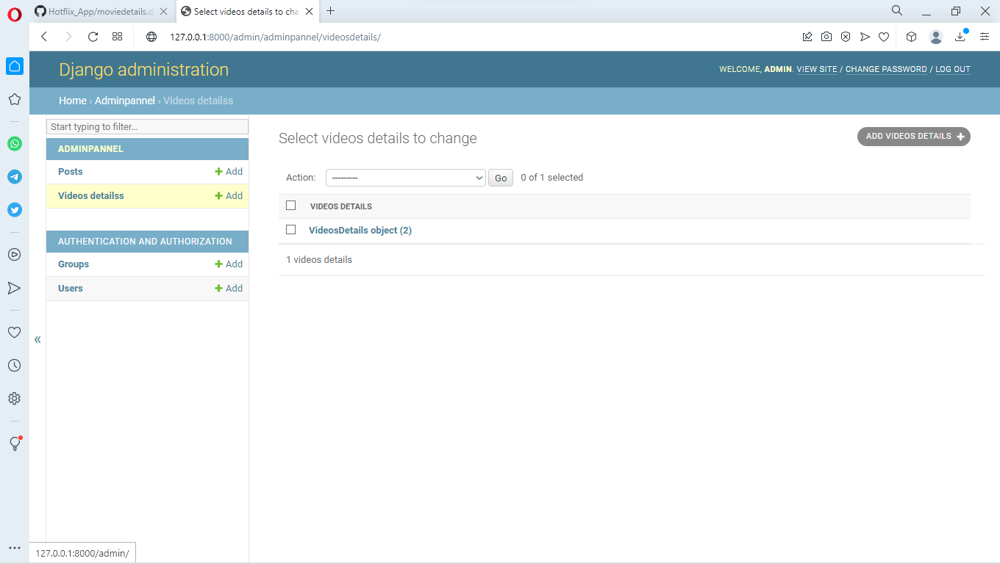 Hotflix_App/moviedetails.d
Select videos details to cha
127.0.0.1:8000/admin/adminpannel/videosdetails/
Django administration
WELCOME, ADMIN. VIEW SITE / CHANGE PASSWORD / LOG OUT
Home › Adminpannel › Videos detailss
Start typing to filter...
ADMINPANNEL
Posts
Add
Videos detailss
Add
AUTHENTICATION AND AUTHORIZATION
Groups
Add
Users
Add
«
Select videos details to change
ADD VIDEOS DETAILS
Action:
---------
Go
0 of 1 selected
VIDEOS DETAILS
VideosDetails object (2)
1 videos details
127.0.0.1:8000/admin/